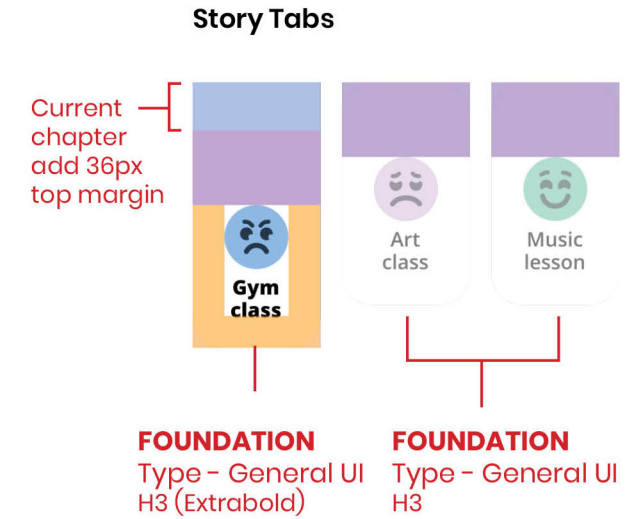 Story Tabs
Current
chapter
add 36px
top margin
Gym
class
Art
class
Music
lesson
FOUNDATION
Type - General UI
H3 (Extrabold)
FOUNDATION
Type - General UI
H3